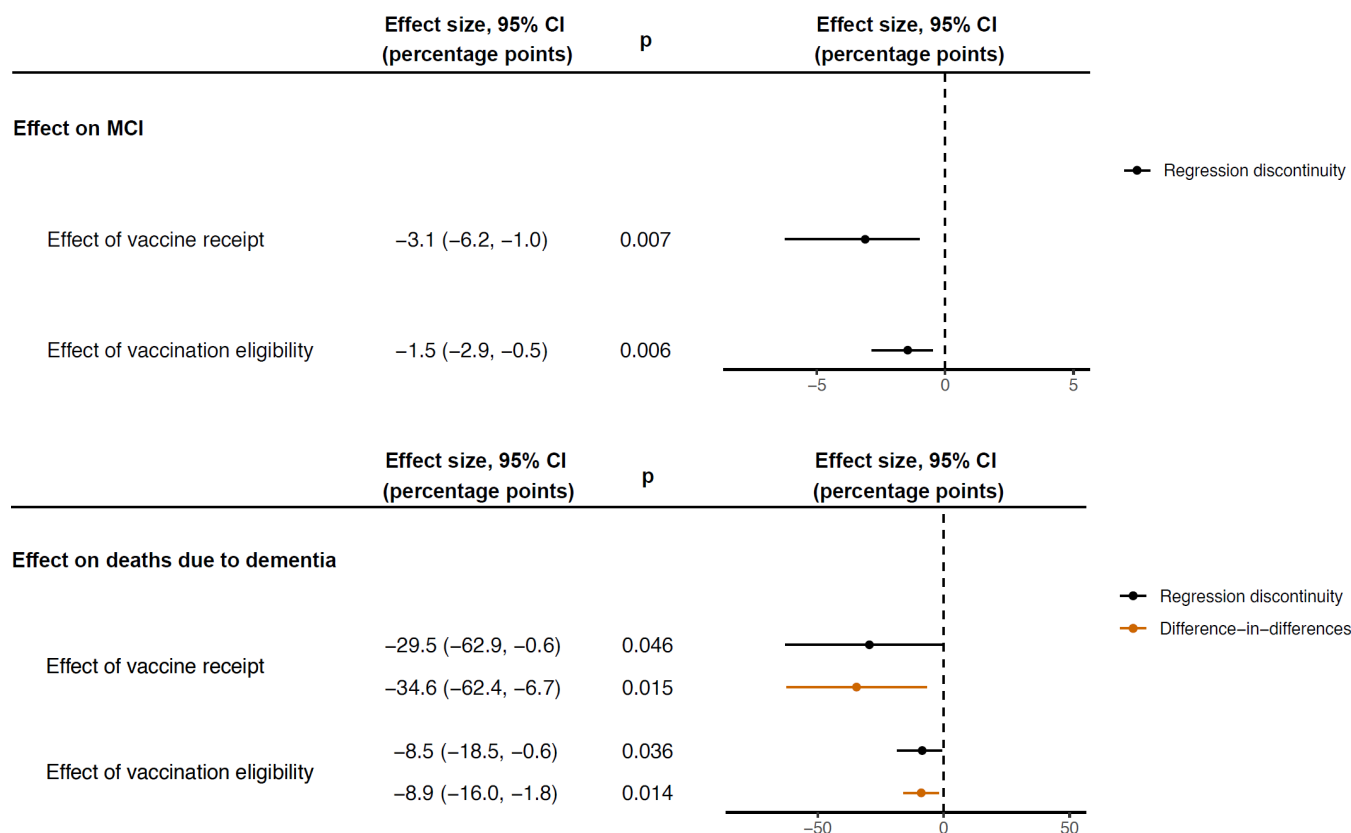 Effect size, 95% CI
(percentage points)
p
Effect size, 95% CI
(percentage points)
Effect on MCI
Regression discontinuity
Effect of vaccine receipt
−3.1 (−6.2, −1.0)
0.007
Effect of vaccination eligibility
−1.5 (−2.9, −0.5)
0.006
−5
0
5
Effect size, 95% CI
(percentage points)
p
Effect size, 95% CI
(percentage points)
Effect on deaths due to dementia
Regression discontinuity
Difference−in−differences
Effect of vaccine receipt
−29.5 (−62.9, −0.6)
0.046
−34.6 (−62.4, −6.7)
0.015
Effect of vaccination eligibility
−8.5 (−18.5, −0.6)
0.036
−8.9 (−16.0, −1.8)
0.014
−50
0
50